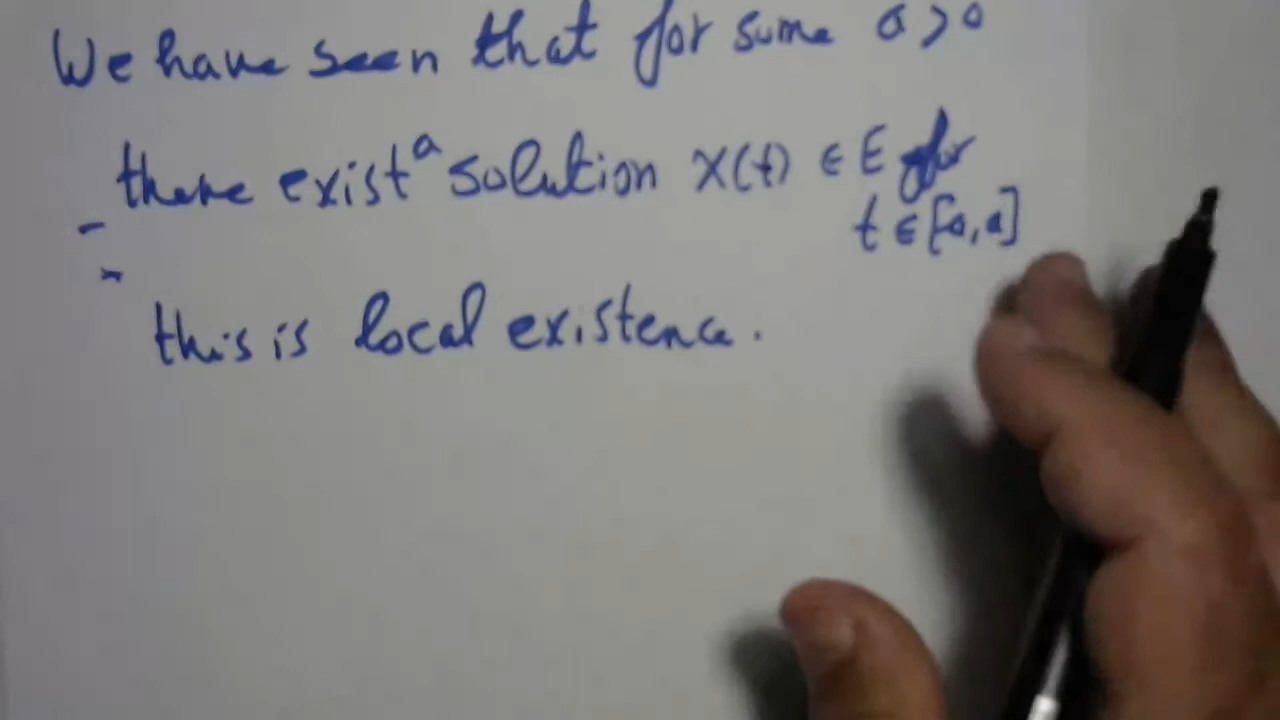 We have seen that for some a > 0
there exist a solution x(t) ∈ E for
t ∈ [0, a]
this is local existence.